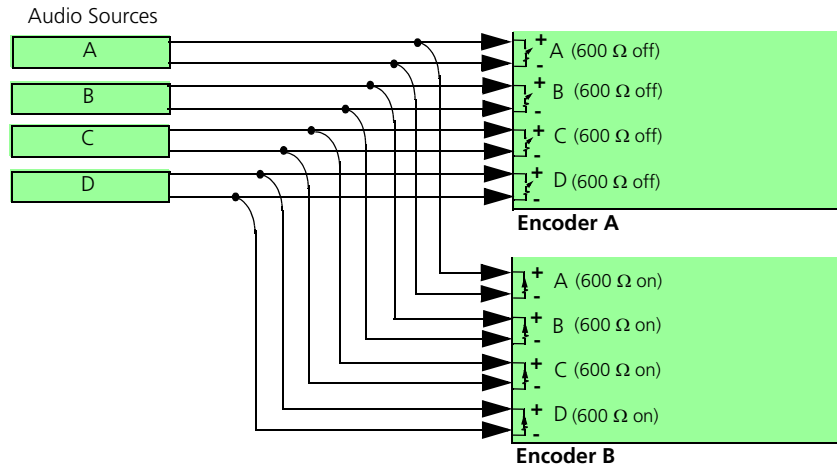 Audio Sources
A
B
C
D
+ A (600 Ω off)
-
+ B (600 Ω off)
-
+ C (600 Ω off)
-
+ D (600 Ω off)
-
Encoder A
+ A (600 Ω on)
-
+ B (600 Ω on)
-
+ C (600 Ω on)
-
+ D (600 Ω on)
-
Encoder B